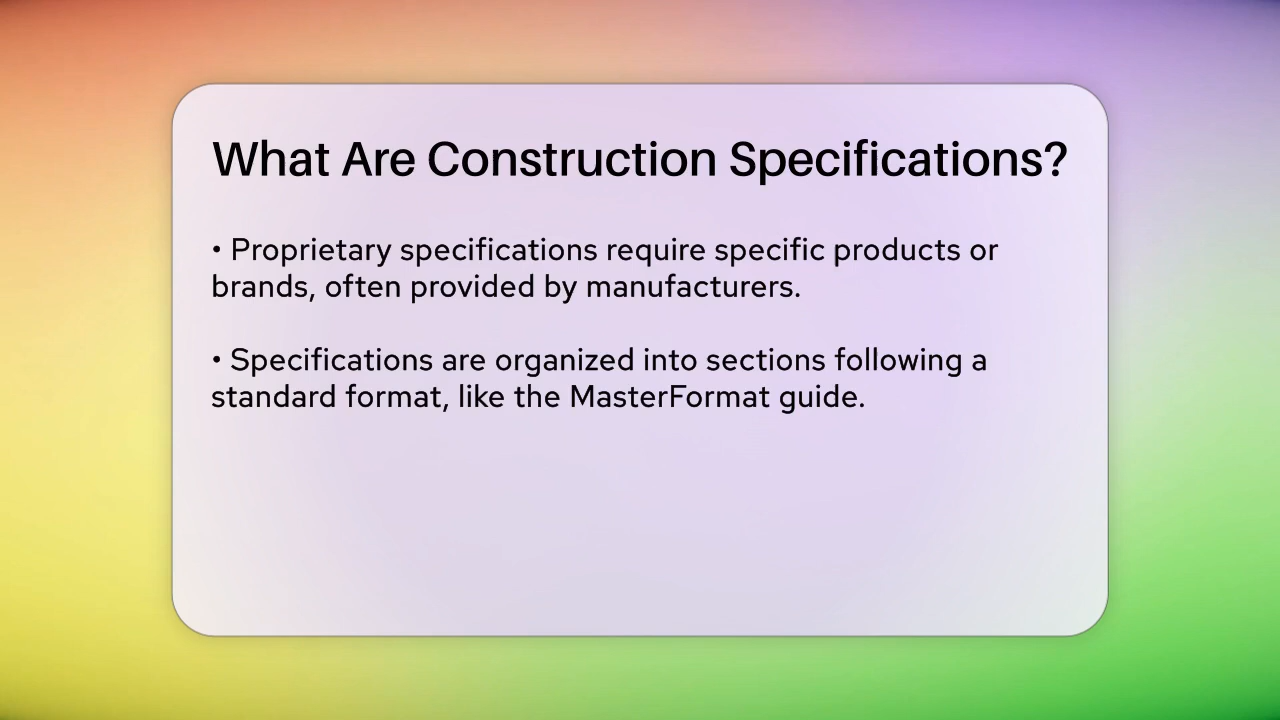 What Are Construction Specifications?
• Proprietary specifications require specific products or
brands, often provided by manufacturers.
• Specifications are organized into sections following a
standard format, like the MasterFormat guide.